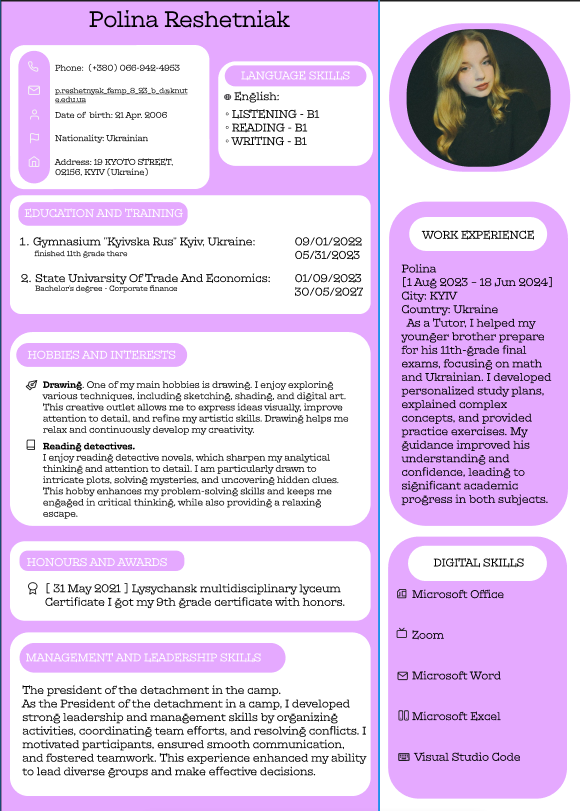 Polina Reshetniak
Phone: (+380) 066-942-4953
p.reshetnyak_femp_8_23_b_d@knut
e.edu.ua
Date of birth: 21 Apr. 2006
Nationality: Ukrainian
Address: 19 KYOTO STREET,
02156, KYIV (Ukraine)
LANGUAGE SKILLS
English:
◦ LISTENING - B1
◦ READING - B1
◦ WRITING - B1
EDUCATION AND TRAINING
1. Gymnasium "Kyivska Rus" Kyiv, Ukraine: 09/01/2022
finished 11th grade there 05/31/2023
2. State Univarsity Of Trade And Economics: 01/09/2023
Bachelor's degree - Corporate finance 30/05/2027
HOBBIES AND INTERESTS
Drawing. One of my main hobbies is drawing. I enjoy exploring
various techniques, including sketching, shading, and digital art.
This creative outlet allows me to express ideas visually, improve
attention to detail, and refine my artistic skills. Drawing helps me
relax and continuously develop my creativity.
Reading detectives.
I enjoy reading detective novels, which sharpen my analytical
thinking and attention to detail. I am particularly drawn to
intricate plots, solving mysteries, and uncovering hidden clues.
This hobby enhances my problem-solving skills and keeps me
engaged in critical thinking, while also providing a relaxing
escape.
HONOURS AND AWARDS
[ 31 May 2021 ] Lysychansk multidisciplinary lyceum
Certificate I got my 9th grade certificate with honors.
MANAGEMENT AND LEADERSHIP SKILLS
The president of the detachment in the camp.
As the President of the detachment in a camp, I developed
strong leadership and management skills by organizing
activities, coordinating team efforts, and resolving conflicts. I
motivated participants, ensured smooth communication,
and fostered teamwork. This experience enhanced my ability
to lead diverse groups and make effective decisions.
WORK EXPERIENCE
Polina
[1 Aug 2023 - 18 Jun 2024]
City: KYIV
Country: Ukraine
As a Tutor, I helped my
younger brother prepare
for his 11th-grade final
exams, focusing on math
and Ukrainian. I developed
personalized study plans,
explained complex
concepts, and provided
practice exercises. My
guidance improved his
understanding and
confidence, leading to
significant academic
progress in both subjects.
DIGITAL SKILLS
Microsoft Office
Zoom
Microsoft Word
Microsoft Excel
Visual Studio Code